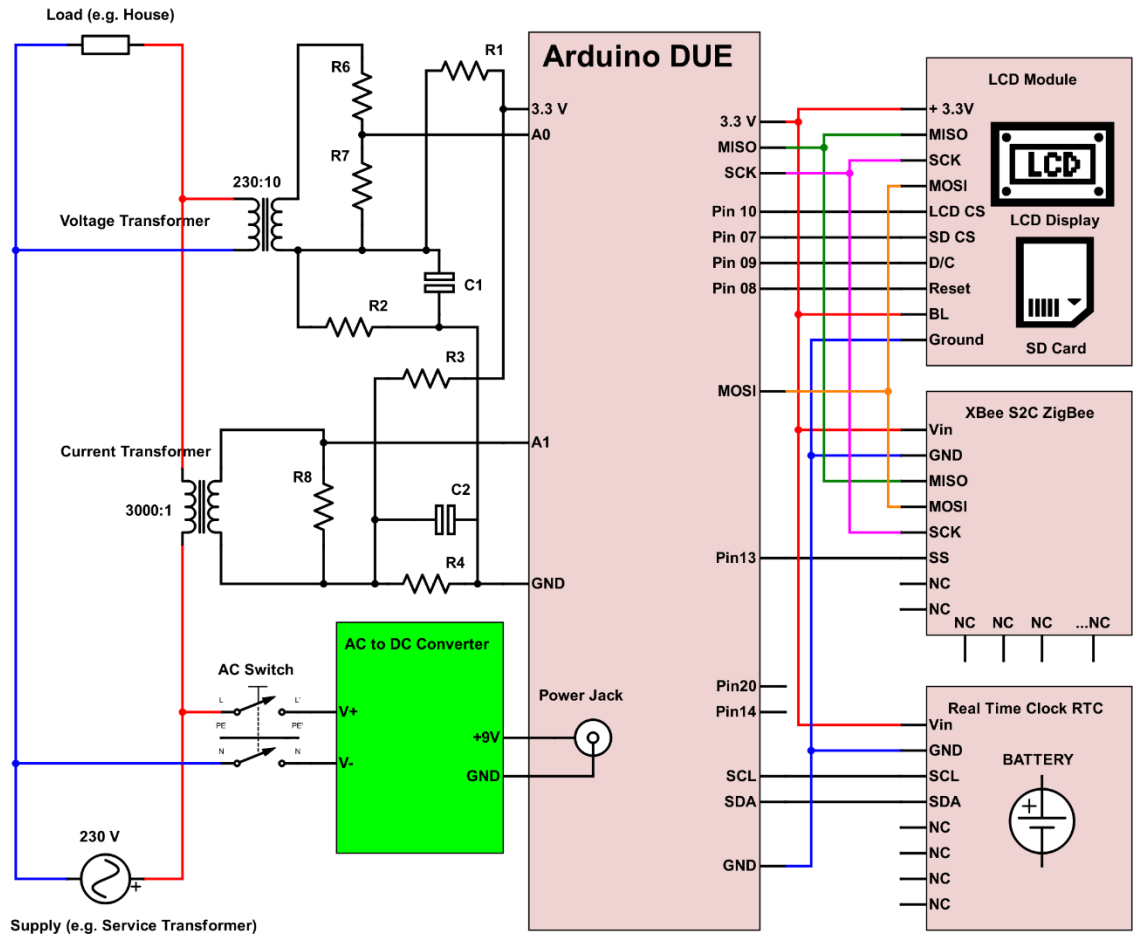 Load (e.g. House)
R1
R6
Arduino DUE
LCD Module
3.3 V
A0
R7
3.3 V
MISO
SCK
+ 3.3V
MISO
SCK
MOSI
LCD
LCD Display
230:10
Voltage Transformer
Pin 10
LCD CS
Pin 07
SD CS
Pin 09
D/C
Pin 08
Reset
BL
Ground
SD Card
C1
R2
R3
MOSI
XBee S2C ZigBee
Vin
GND
MISO
MOSI
SCK
SS
NC
NC
NC NC NC ...NC
A1
Current Transformer
3000:1
R8
C2
R4
GND
Pin13
AC to DC Converter
AC Switch
L
L'
PE
PE'
N
N
V+
V-
+9V
GND
Power Jack
Pin20
Pin14
SCL
SDA
GND
Real Time Clock RTC
Vin
GND
SCL
SDA
NC
NC
NC
NC
BATTERY
+
230 V
+
Supply (e.g. Service Transformer)